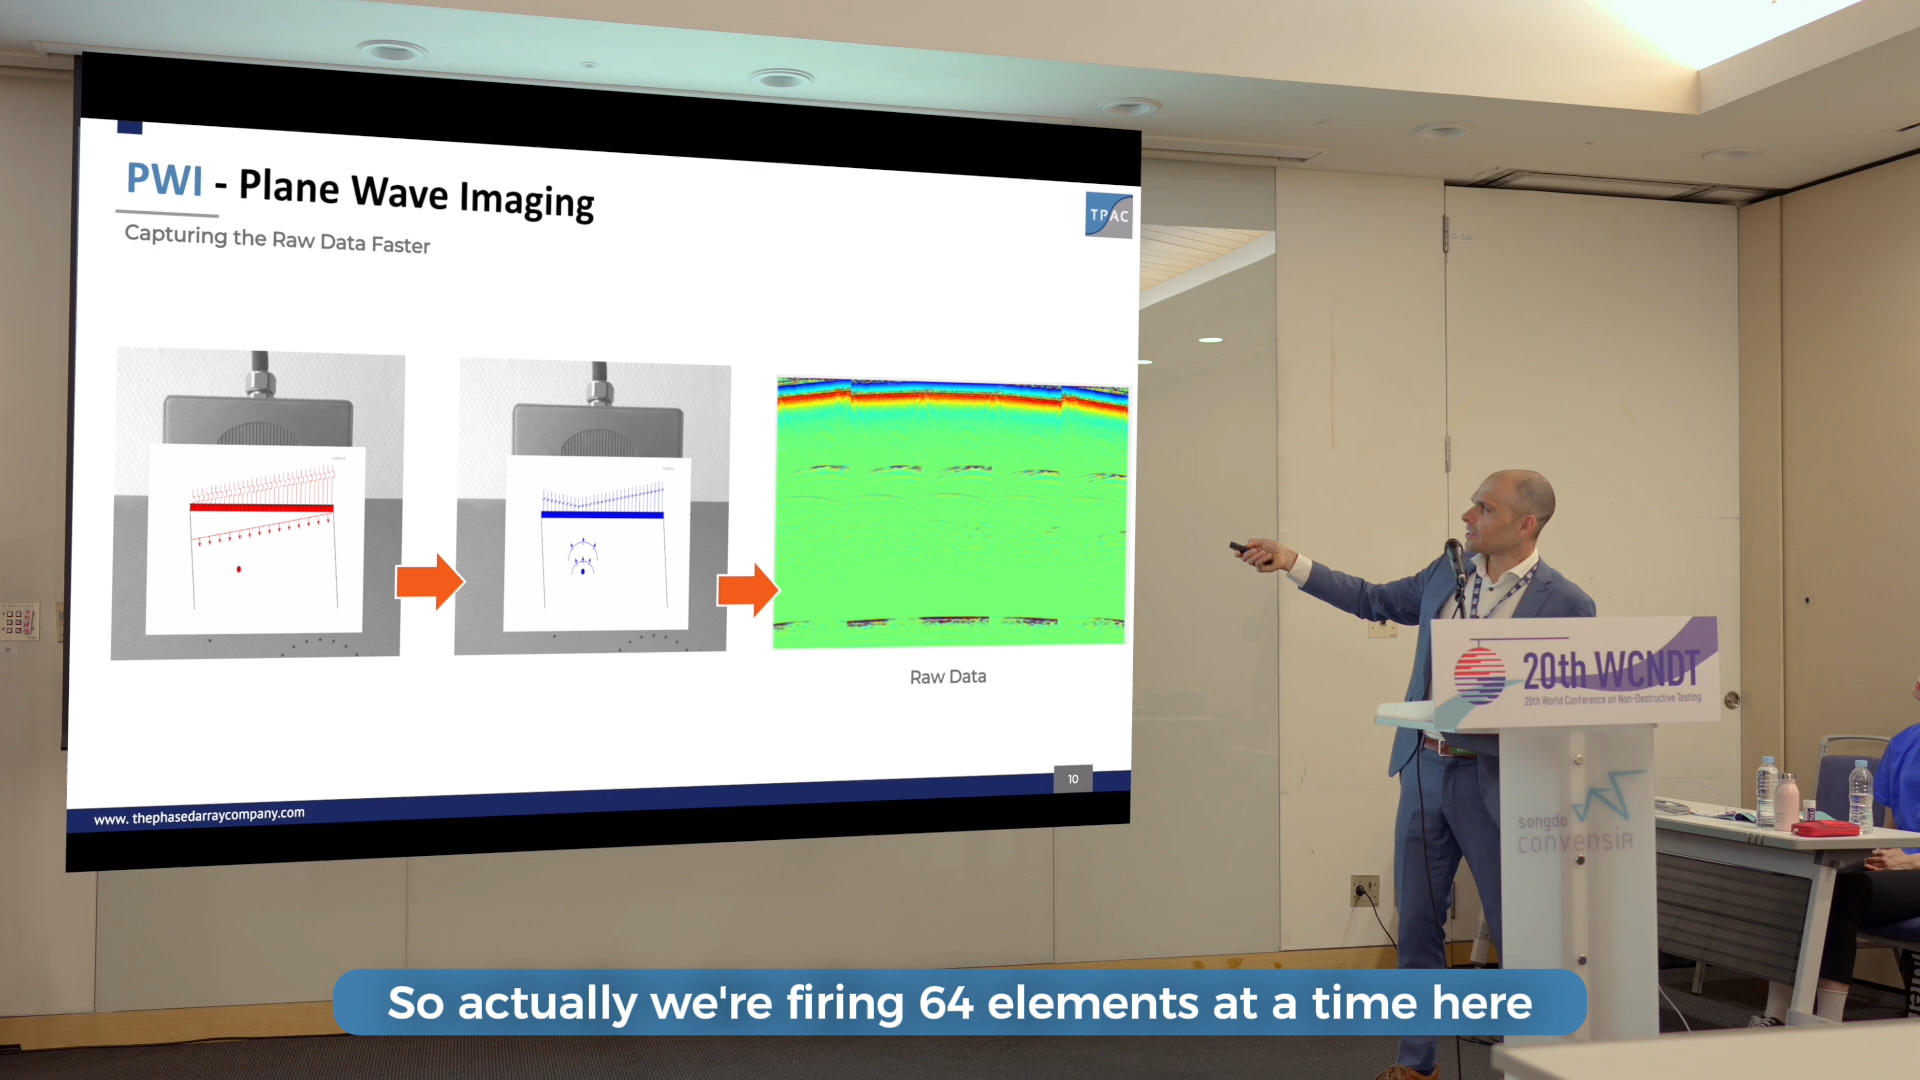 PWI - Plane Wave Imaging
Capturing the Raw Data Faster
TPAC
Raw Data
10
www. thephasedarraycompany.com
20th WCNDT
20th World Conference on Non-Destructive Testing
songdo
convensia
So actually we're firing 64 elements at a time here